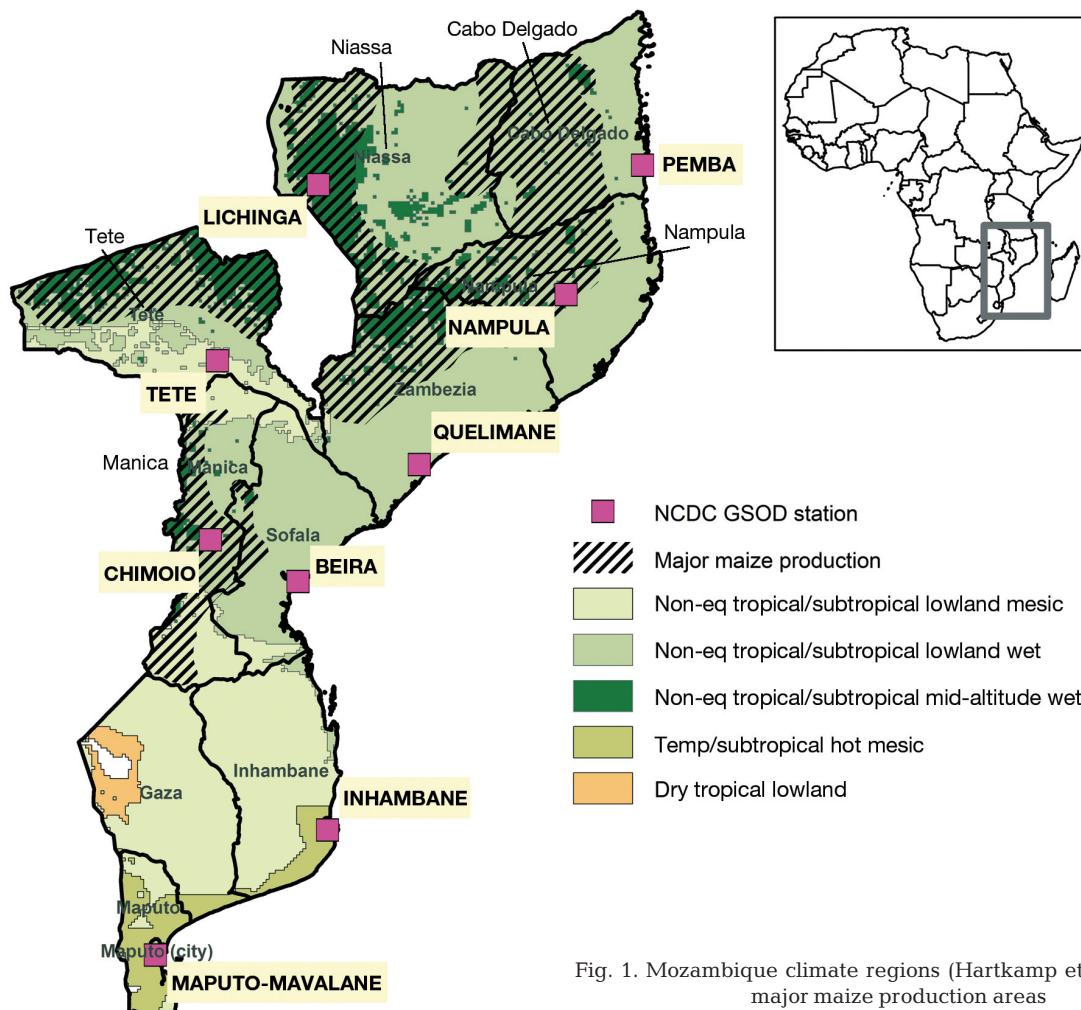 Cabo Delgado
Niassa
Cabo Delgado
Niassa
PEMBA
LICHINGA
Tete
Nampula
Nampula
Tete
NAMPULA
TETE
Zambezia
QUELIMANE
Manica
Manica
NCDC GSOD station
Sofala
Major maize production
BEIRA
CHIMOIO
Non-eq tropical/subtropical lowland mesic
Non-eq tropical/subtropical lowland wet
Non-eq tropical/subtropical mid-altitude wet
Temp/subtropical hot mesic
Inhambane
Dry tropical lowland
Gaza
INHAMBANE
Maputo
Maputo (city)
MAPUTO-MAVALANE
Fig. 1. Mozambique climate regions (Hartkamp et
major maize production areas